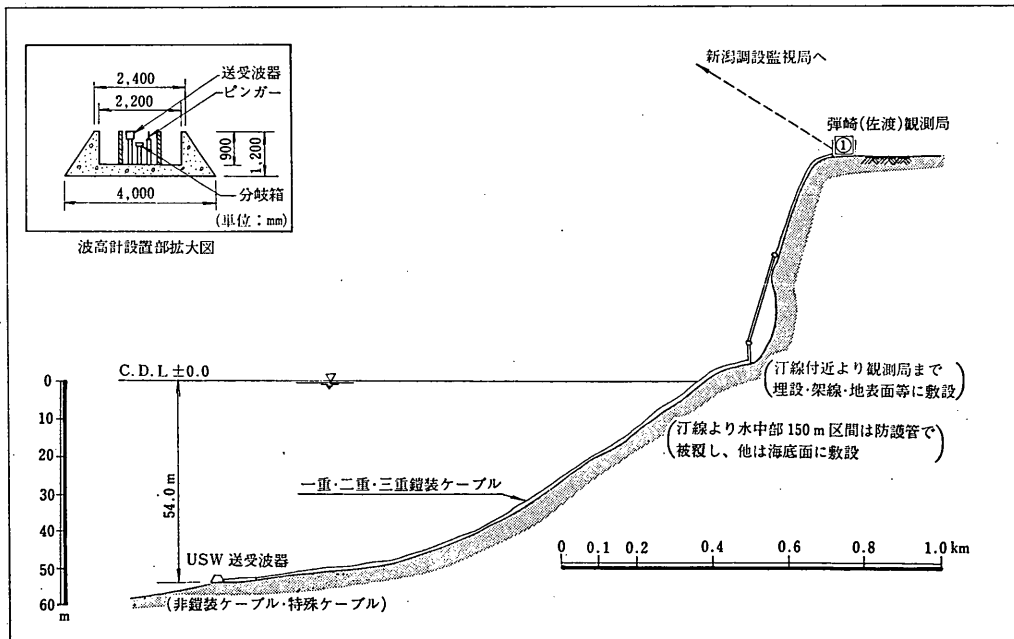 2,400
2,200
送受波器
ピンガー
900
1,200
分岐箱
4,000
(単位:mm)
波高計設置部拡大図
新潟調設監視局へ
弾崎(佐渡)観測局
①
C.D.L ±0.0
(汀線付近より観測局まで
埋設・架線・地表面等に敷設)
(汀線より水中部150m区間は防護管で
被覆し、他は海底面に敷設)
54.0m
一重・二重・三重鎧装ケーブル
USW 送受波器
(非鎧装ケーブル・特殊ケーブル)
0
10
20
30
40
50
60
m
0 0.1 0.2 0.4 0.6 0.8 1.0 km